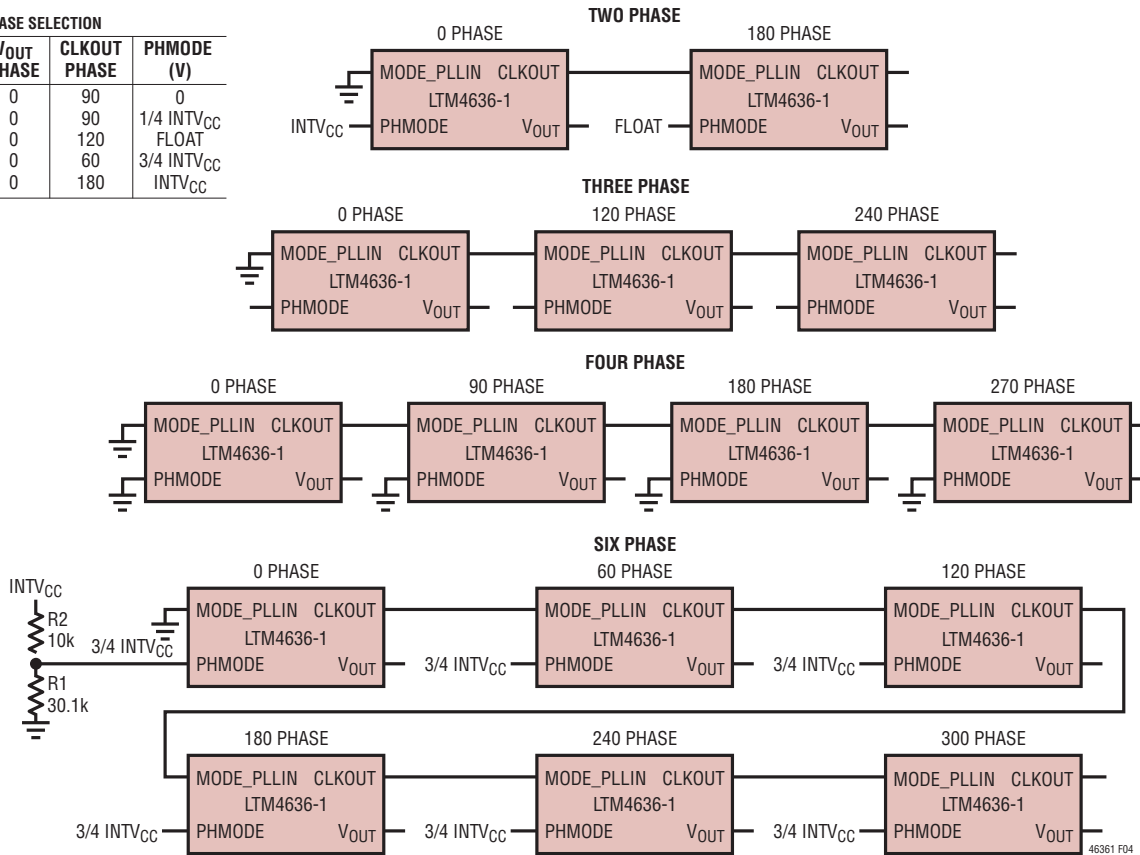 ASE SELECTION
VOUT PHASE CLKOUT PHASE PHMODE (V)
0 90 0
0 90 1/4 INTVCC
0 120 FLOAT
0 60 3/4 INTVCC
0 180 INTVCC
TWO PHASE
0 PHASE 180 PHASE
MODE_PLLIN CLKOUT MODE_PLLIN CLKOUT
LTM4636-1 LTM4636-1
INTVCC PHMODE VOUT FLOAT PHMODE VOUT
THREE PHASE
0 PHASE 120 PHASE 240 PHASE
MODE_PLLIN CLKOUT MODE_PLLIN CLKOUT MODE_PLLIN CLKOUT
LTM4636-1 LTM4636-1 LTM4636-1
PHMODE VOUT PHMODE VOUT PHMODE VOUT
FOUR PHASE
0 PHASE 90 PHASE 180 PHASE 270 PHASE
MODE_PLLIN CLKOUT MODE_PLLIN CLKOUT MODE_PLLIN CLKOUT MODE_PLLIN CLKOUT
LTM4636-1 LTM4636-1 LTM4636-1 LTM4636-1
PHMODE VOUT PHMODE VOUT PHMODE VOUT PHMODE VOUT
SIX PHASE
0 PHASE 60 PHASE 120 PHASE
INTVCC
R2
10k
3/4 INTVCC
R1
30.1k
MODE_PLLIN CLKOUT MODE_PLLIN CLKOUT MODE_PLLIN CLKOUT
LTM4636-1 LTM4636-1 LTM4636-1
PHMODE VOUT 3/4 INTVCC PHMODE VOUT 3/4 INTVCC PHMODE VOUT
180 PHASE 240 PHASE 300 PHASE
MODE_PLLIN CLKOUT MODE_PLLIN CLKOUT MODE_PLLIN CLKOUT
LTM4636-1 LTM4636-1 LTM4636-1
3/4 INTVCC PHMODE VOUT 3/4 INTVCC PHMODE VOUT 3/4 INTVCC PHMODE VOUT
46361 F04